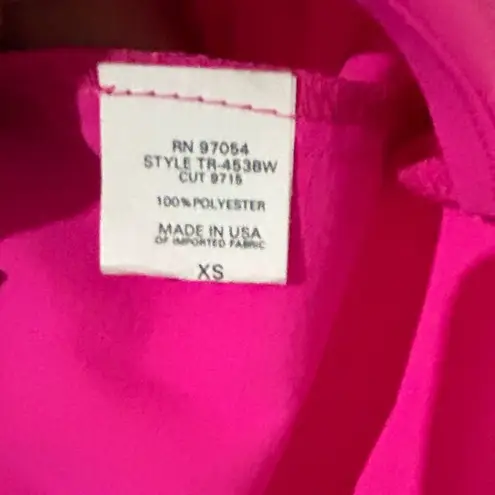 RN 97054
STYLE TR-4538W
CUT 9715
100% POLYESTER
MADE IN USA
OF IMPORTED FABRIC
XS